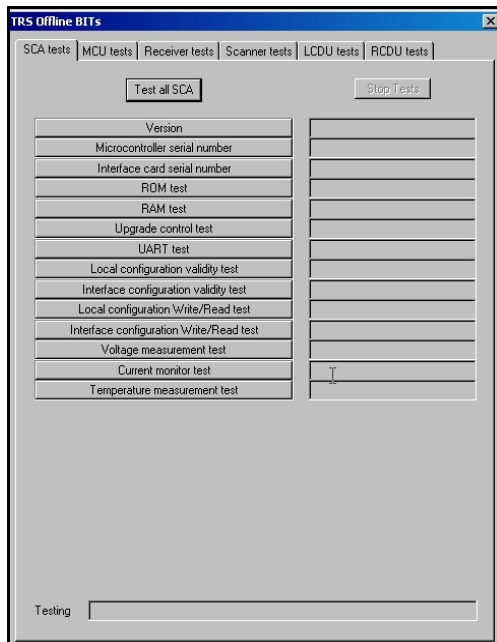 TRS Offline BITs
SCA tests MCU tests Receiver tests Scanner tests LCDU tests RCDU tests
Test all SCA Stop Tests
Version
Microcontroller serial number
Interface card serial number
ROM test
RAM test
Upgrade control test
UART test
Local configuration validity test
Interface configuration validity test
Local configuration Write/Read test
Interface configuration Write/Read test
Voltage measurement test
Current monitor test
Temperature measurement test
Testing